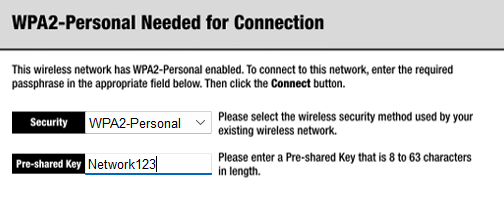 WPA2-Personal Needed for Connection
This wireless network has WPA2-Personal enabled. To connect to this network, enter the required
passphrase in the appropriate field below. Then click the Connect button.
Security WPA2-Personal Please select the wireless security method used by your
existing wireless network.
Pre-shared Key Network123 Please enter a Pre-shared Key that is 8 to 63 characters
in length.